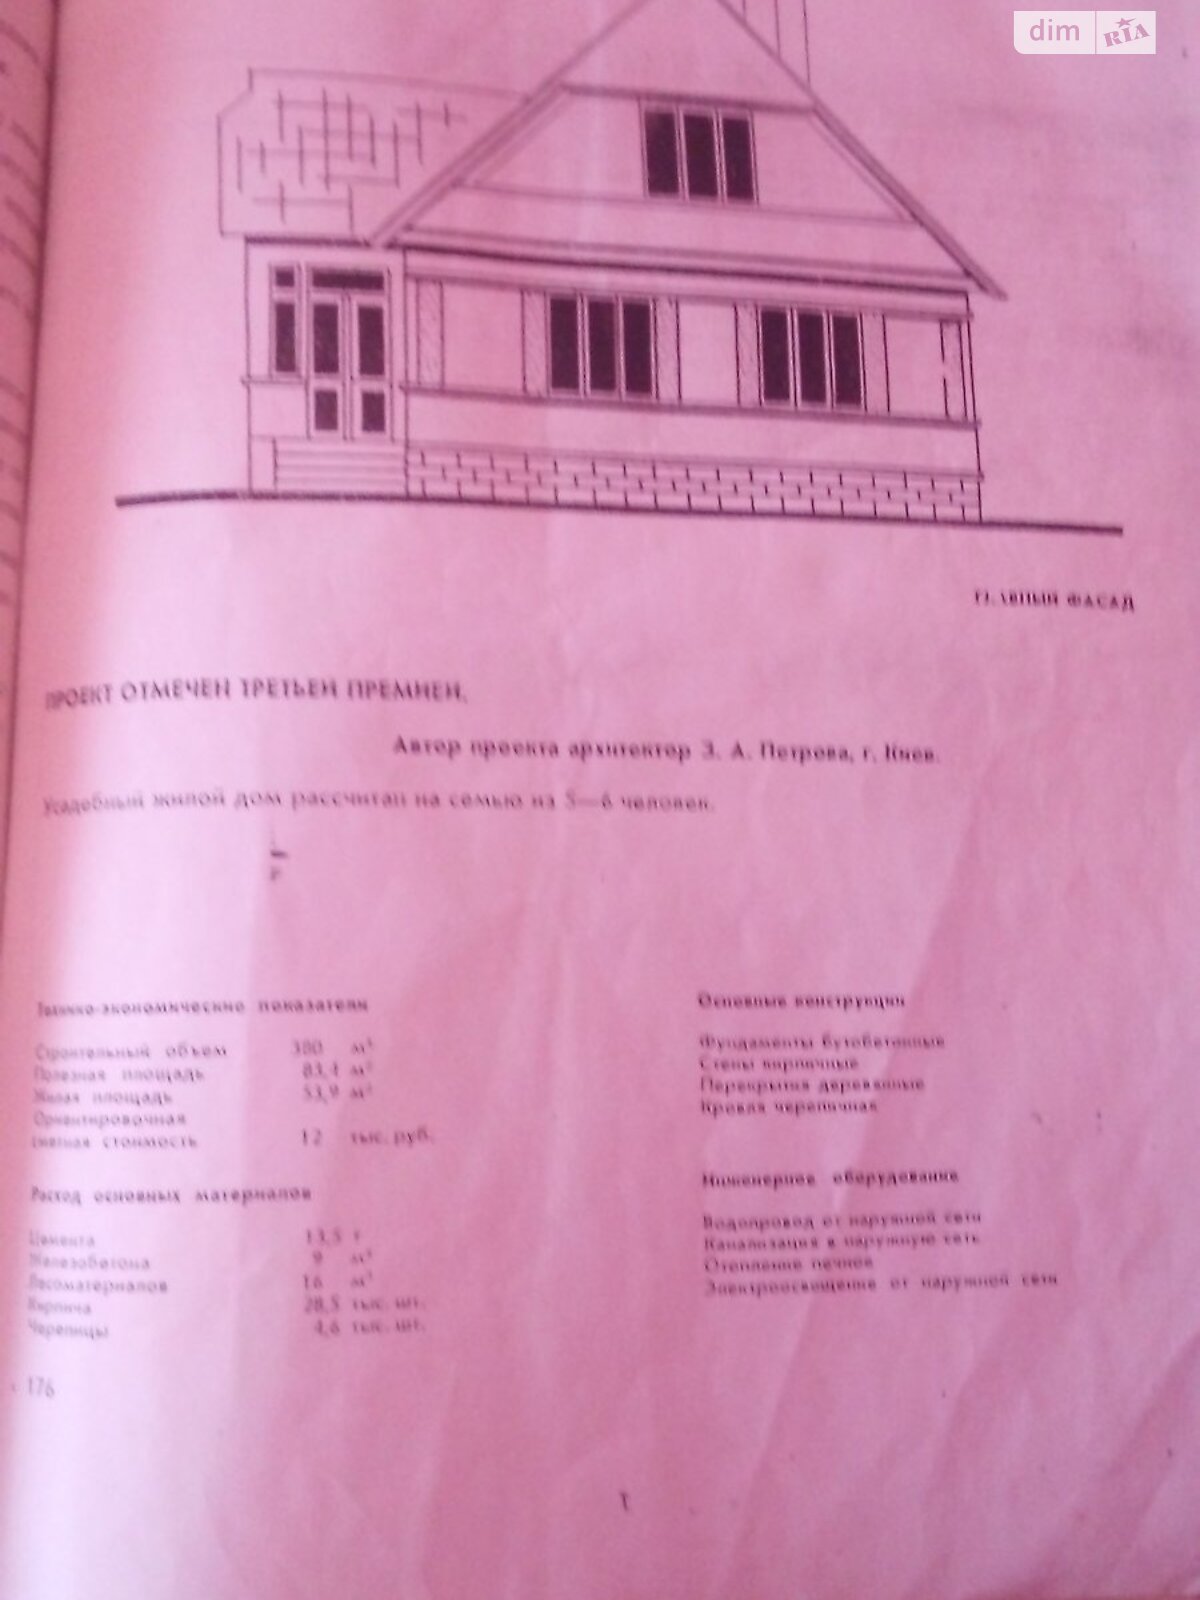 dim RIA
ГЛАВНЫЙ ФАСАД
ПРОЕКТ ОТМЕЧЕН ТРЕТЬЕЙ ПРЕМИЕЙ.
Автор проекта архитектор З. А. Петрова, г. Киев.
Усадебный жилой дом рассчитан на семью из 5—6 человек.
Технико-экономические показатели
Строительный объем 380 м³
Полезная площадь 83,4 м²
Жилая площадь 53,9 м²
Ориентировочная
сметная стоимость 12 тыс. руб.
Расход основных материалов
Цемента 13,5 т
Железобетона 9 м³
Лесоматериалов 16 м³
Кирпича 28,5 тыс. шт.
Черепицы 4,6 тыс. шт.
176
Основные конструкции
Фундаменты бутобетонные
Стены кирпичные
Перекрытия деревянные
Кровля черепичная
Инженерное оборудование
Водопровод от наружной сети
Канализация в наружную сеть
Отопление печное
Электроосвещение от наружной сети